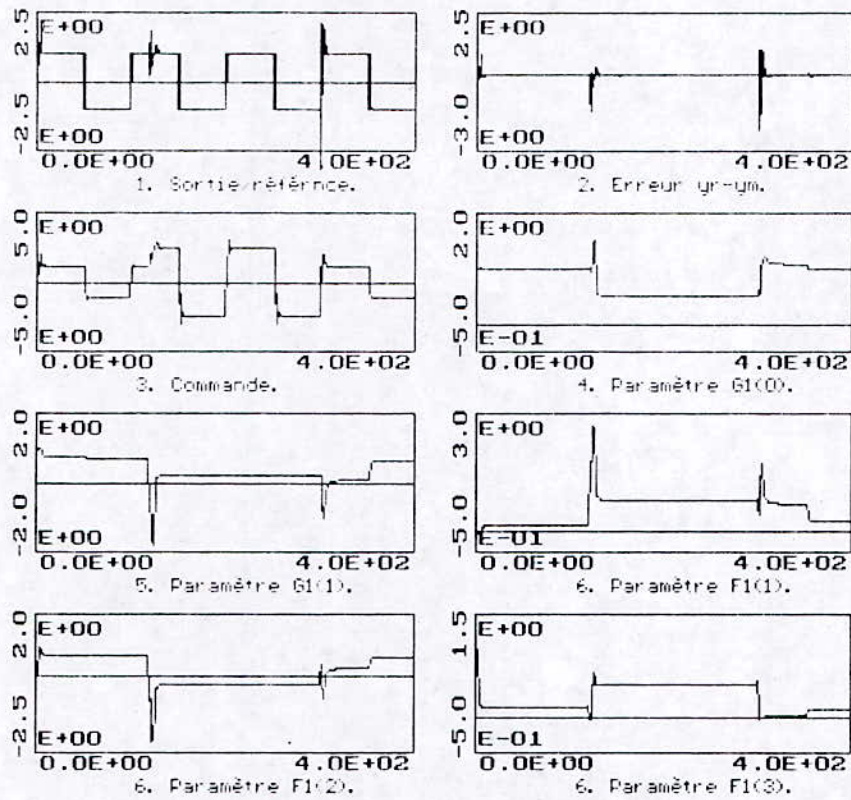 2.5 E+00
-2.5 E+00
0.0E+00 4.0E+02
1. Sortie/référnce.
2.5 E+00
-3.0 E+00
0.0E+00 4.0E+02
2. Erreur yr-ym.
5.0 E+00
-5.0 E+00
0.0E+00 4.0E+02
3. Commande.
2.0 E+00
-5.0 E-01
0.0E+00 4.0E+02
4. Paramètre G1(0).
2.0 E+00
-2.0 E+00
0.0E+00 4.0E+02
5. Paramètre G1(1).
3.0 E+00
-5.0 E-01
0.0E+00 4.0E+02
6. Paramètre F1(1).
2.0 E+00
-2.5 E+00
0.0E+00 4.0E+02
6. Paramètre F1(2).
1.5 E+00
-5.0 E-01
0.0E+00 4.0E+02
6. Paramètre F1(3).